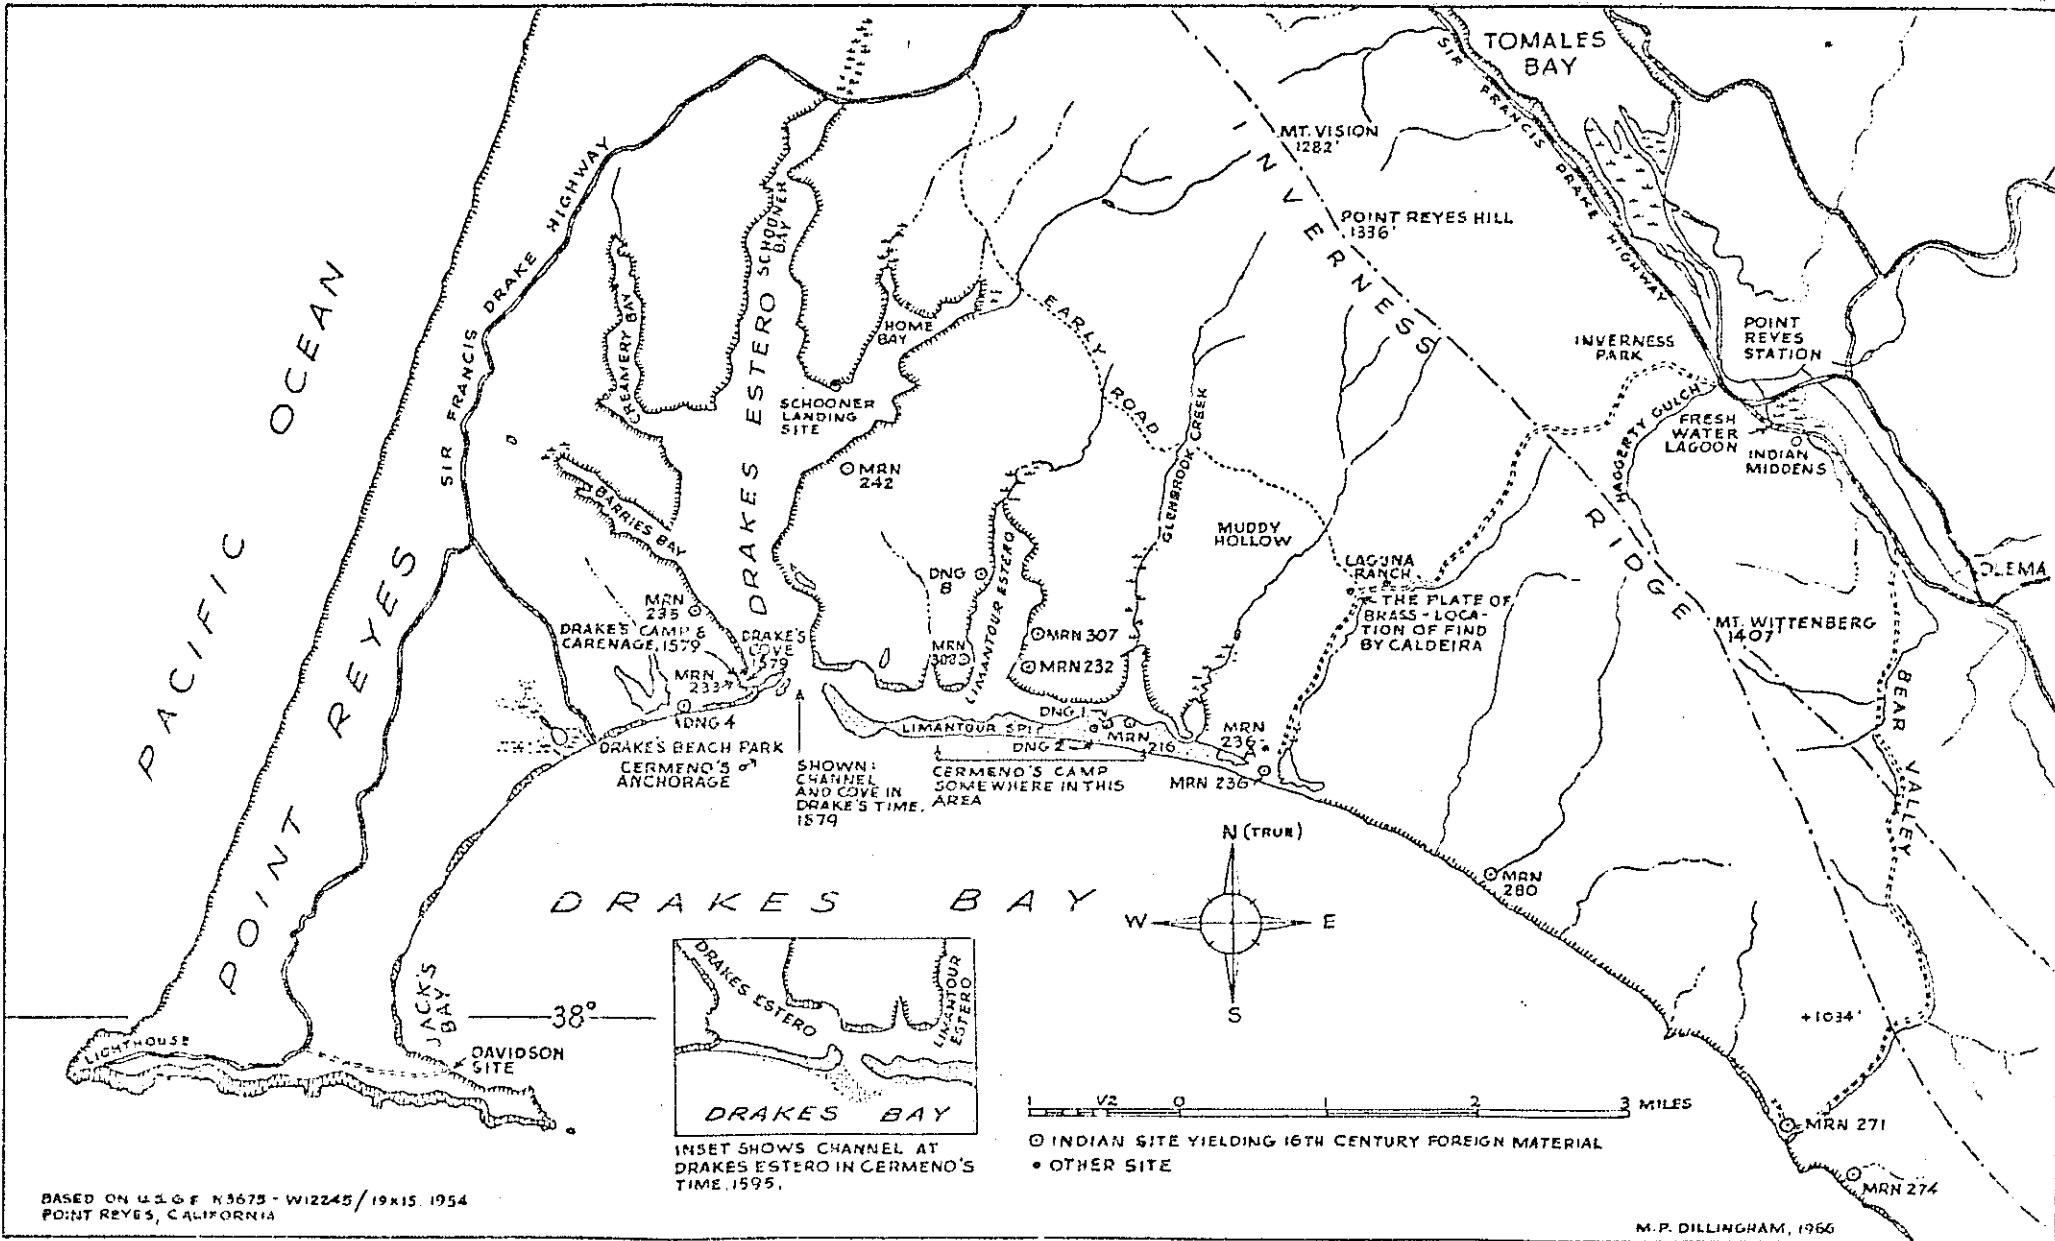 TOMALES
BAY
SIR FRANCIS DRAKE HIGHWAY
MT. VISION
1282'
POINT REYES HILL
1336'
INVERNESS RIDGE
SIR FRANCIS DRAKE HIGHWAY
PACIFIC OCEAN
POINT REYES
CREAMERY BAY
SCHOONER
BAY
DRAKES ESTERO
HOME
BAY
SCHOONER
LANDING
SITE
EARLY ROAD
INVERNESS
PARK
POINT
REYES
STATION
HAGGERTY GULCH
FRESH
WATER
LAGOON
INDIAN
MIDDENS
OLEMA
BARRIES BAY
MRN
242
GLENBROOK CREEK
MUDDY
HOLLOW
LIMANTOUR ESTERO
DNG
8
LAGUNA
RANCH
THE PLATE OF
BRASS - LOCA-
TION OF FIND
BY CALDEIRA
MT. WITTENBERG
1407'
BEAR VALLEY
MRN
235
DRAKE'S CAMP &
CARENAGE, 1579
DRAKE'S
COVE
1579
MRN
233
DNG 4
MRN 307
MRN 232
MRN
DNG 1
LIMANTOUR SPIT
DNG 2
MRN
216
MRN
236-
A
MRN 236
DRAKE'S BEACH PARK
CERMENO'S
ANCHORAGE
SHOWN:
CHANNEL
AND COVE IN
DRAKE'S TIME,
1579
CERMENO'S CAMP
SOMEWHERE IN THIS
AREA
N (TRUE)
W E
S
MRN
280
DRAKES BAY
JACK'S
BAY
38°
LIGHTHOUSE
DAVIDSON
SITE
DRAKES ESTERO
LIMANTOUR
ESTERO
DRAKES BAY
INSET SHOWS CHANNEL AT
DRAKES ESTERO IN CERMENO'S
TIME, 1595.
+1034'
1 1/2 0 1 2 3 MILES
INDIAN SITE YIELDING 16TH CENTURY FOREIGN MATERIAL
• OTHER SITE
MRN 271
MRN 274
BASED ON U.S.G.S N3675 - W12245/19x15. 1954
POINT REYES, CALIFORNIA
M.P. DILLINGHAM, 1966